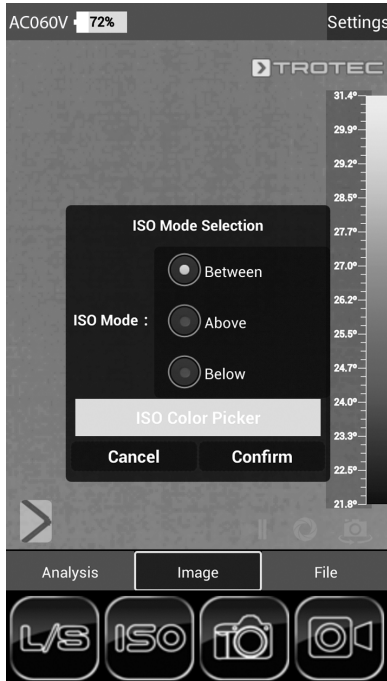 AC060V 72% Settings
TROTEC
31.4°
29.9°
29.2°
28.5°
27.7°
27.0°
26.2°
25.5°
24.7°
24.0°
23.3°
22.5°
21.8°
ISO Mode Selection
Between
ISO Mode :
Above
Below
ISO Color Picker
Cancel Confirm
Analysis Image File
L/S ISO